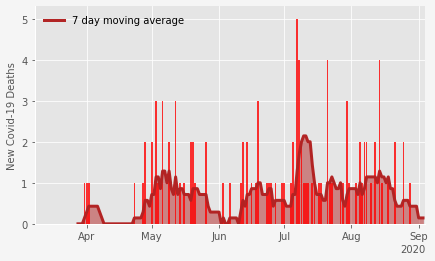 7 day moving average
New Covid-19 Deaths
5
4
3
2
1
0
Apr
May
Jun
Jul
Aug
Sep
2020